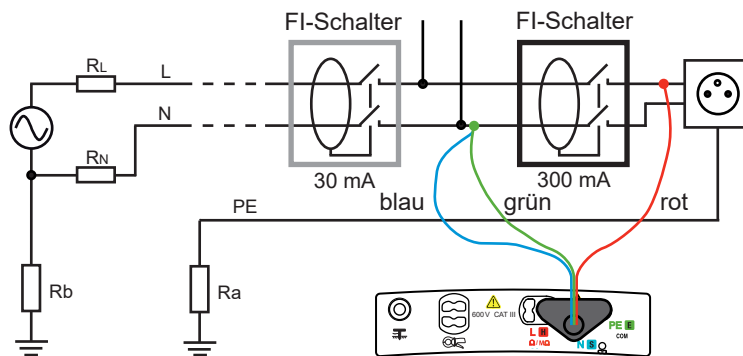 FI-Schalter
FI-Schalter
RL
L
N
RN
30 mA
300 mA
blau
grün
rot
PE
Rb
Ra
600V CAT III
L H
Ω/MΩ
N S
PE E
COM